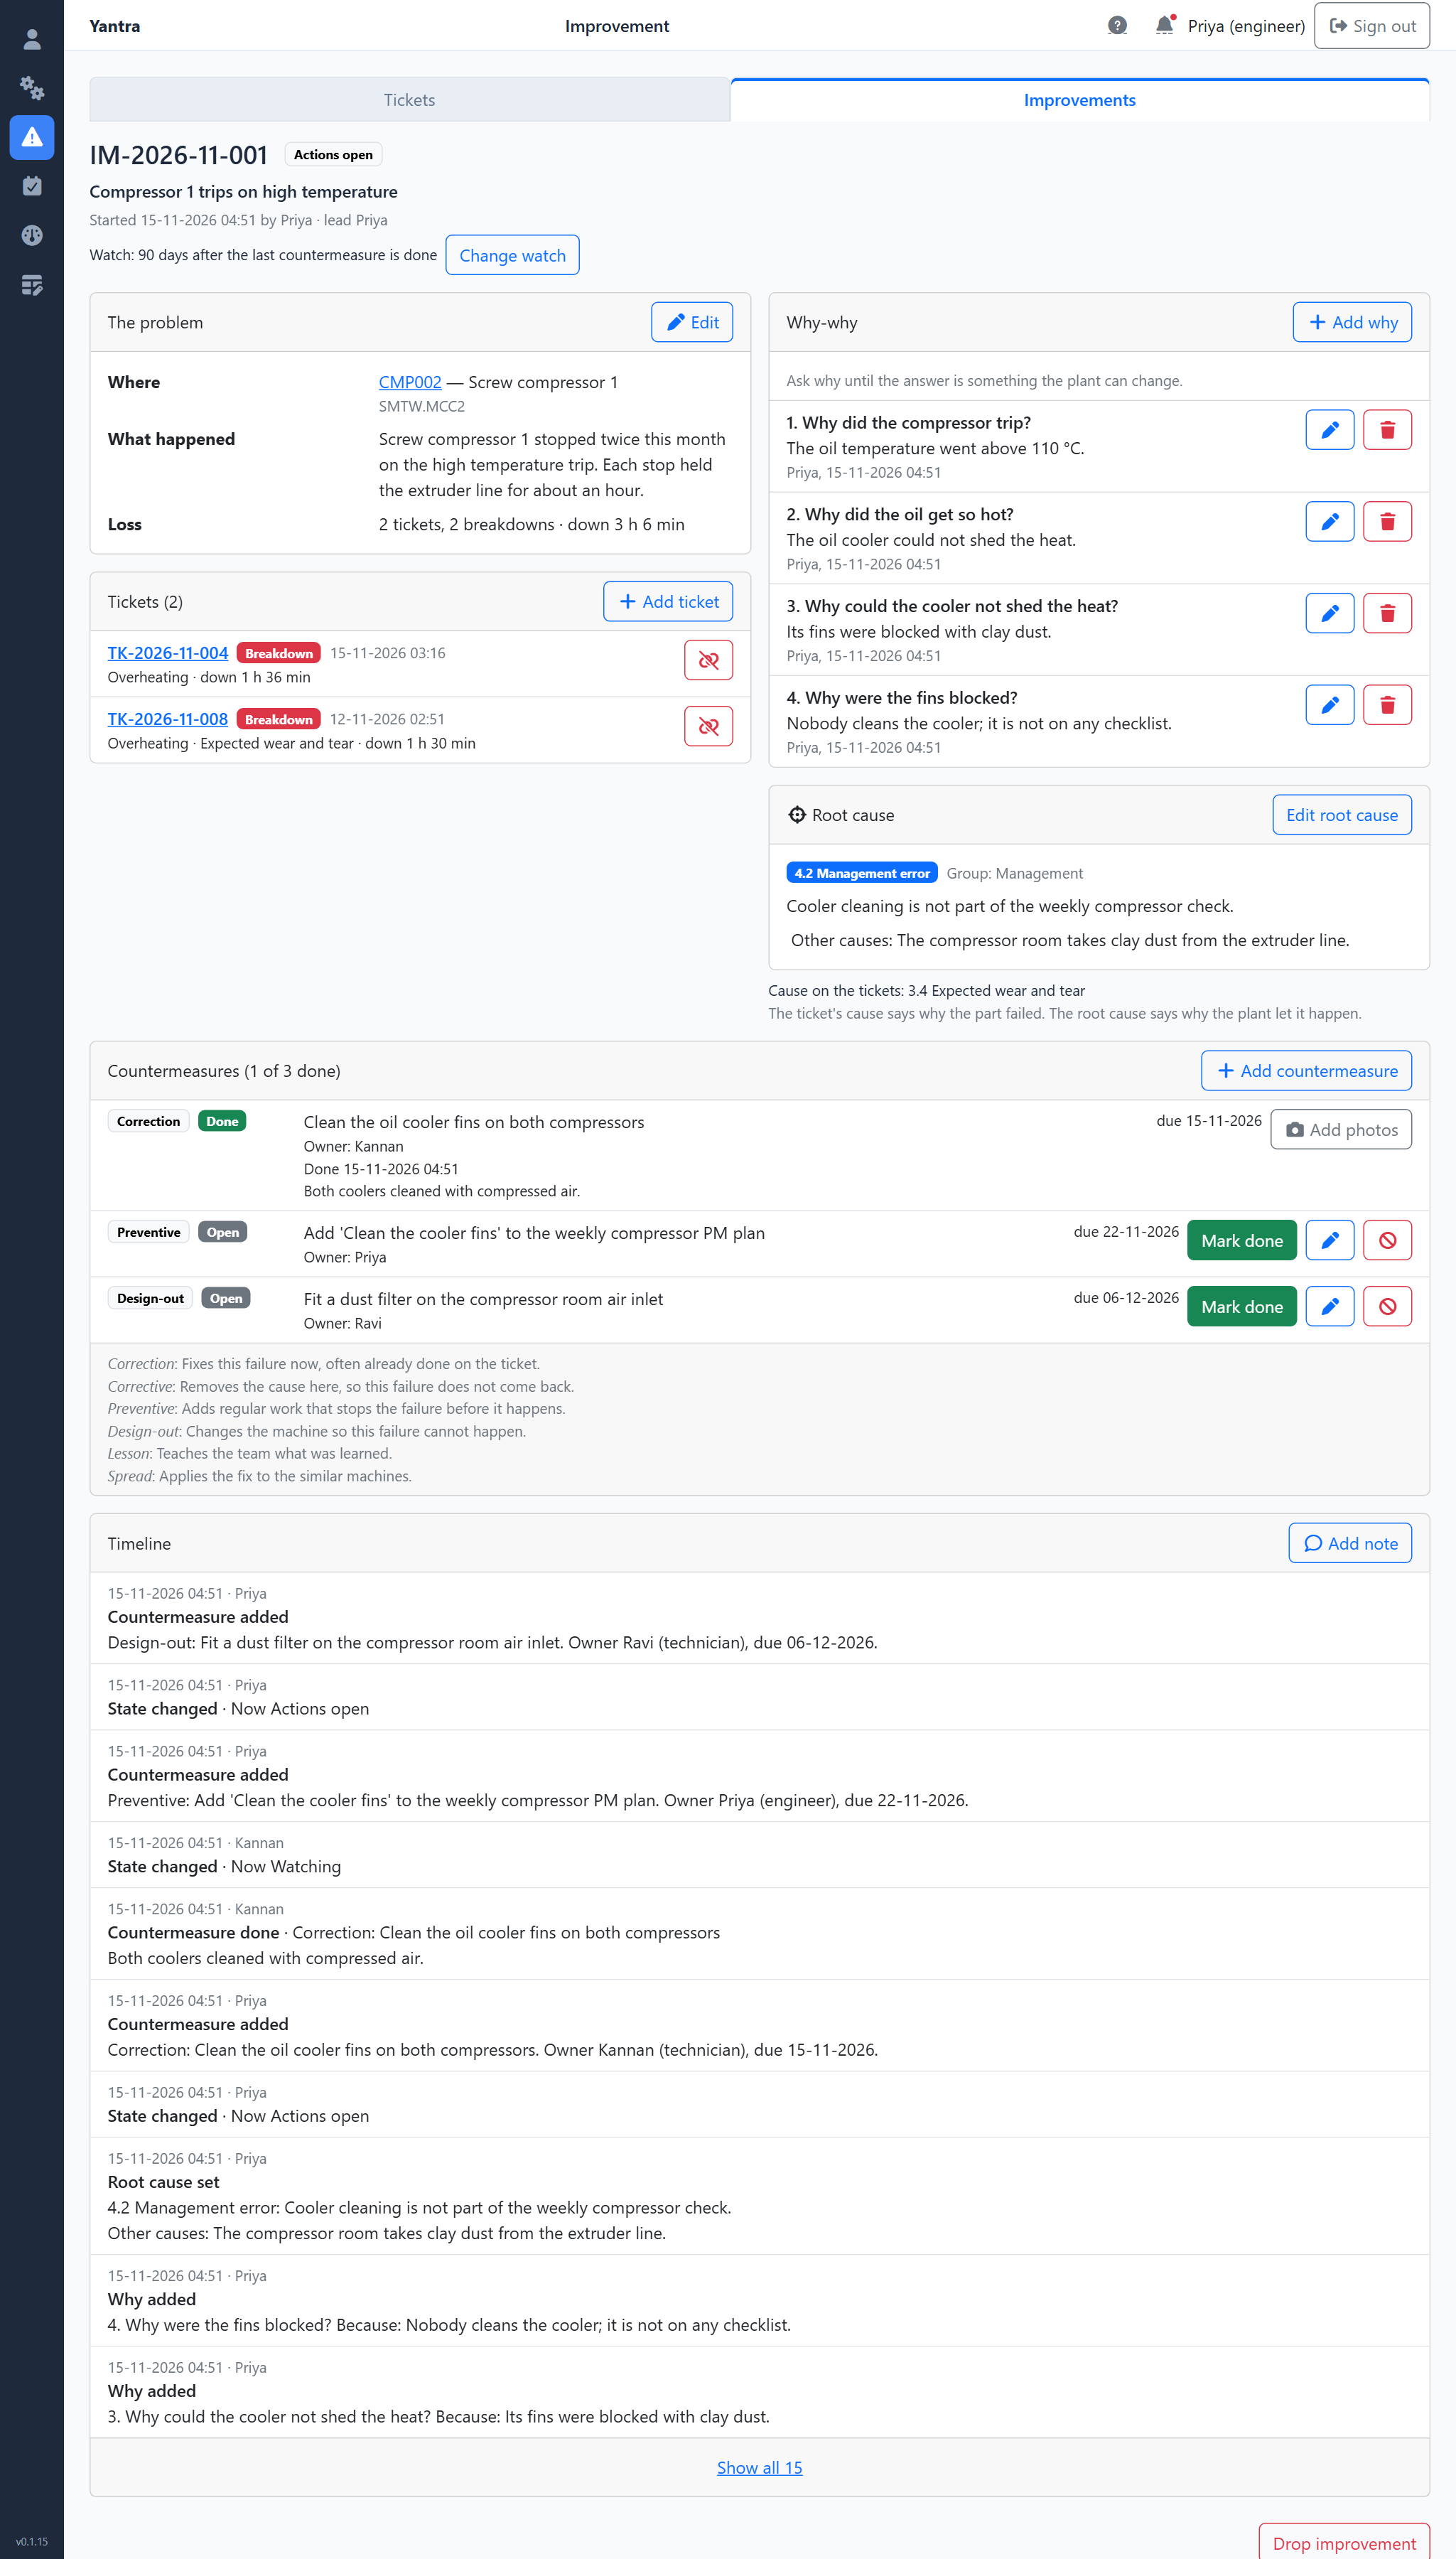 Yantra
Improvement
Priya (engineer)
Sign out
Tickets
Improvements
IM-2026-11-001 Actions open
Compressor 1 trips on high temperature
Started 15-11-2026 04:51 by Priya · lead Priya
Watch: 90 days after the last countermeasure is done Change watch
The problem Edit
Where CMP002 — Screw compressor 1
SMTW.MCC2
What happened Screw compressor 1 stopped twice this month
on the high temperature trip. Each stop held
the extruder line for about an hour.
Loss 2 tickets, 2 breakdowns · down 3 h 6 min
Tickets (2) Add ticket
TK-2026-11-004 Breakdown 15-11-2026 03:16
Overheating · down 1 h 36 min
TK-2026-11-008 Breakdown 12-11-2026 02:51
Overheating · Expected wear and tear · down 1 h 30 min
Why-why Add why
Ask why until the answer is something the plant can change.
1. Why did the compressor trip?
The oil temperature went above 110 °C.
Priya, 15-11-2026 04:51
2. Why did the oil get so hot?
The oil cooler could not shed the heat.
Priya, 15-11-2026 04:51
3. Why could the cooler not shed the heat?
Its fins were blocked with clay dust.
Priya, 15-11-2026 04:51
4. Why were the fins blocked?
Nobody cleans the cooler; it is not on any checklist.
Priya, 15-11-2026 04:51
Root cause Edit root cause
4.2 Management error Group: Management
Cooler cleaning is not part of the weekly compressor check.
Other causes: The compressor room takes clay dust from the extruder line.
Cause on the tickets: 3.4 Expected wear and tear
The ticket's cause says why the part failed. The root cause says why the plant let it happen.
Countermeasures (1 of 3 done) Add countermeasure
Correction Done Clean the oil cooler fins on both compressors due 15-11-2026 Add photos
Owner: Kannan
Done 15-11-2026 04:51
Both coolers cleaned with compressed air.
Preventive Open Add 'Clean the cooler fins' to the weekly compressor PM plan due 22-11-2026 Mark done
Owner: Priya
Design-out Open Fit a dust filter on the compressor room air inlet due 06-12-2026 Mark done
Owner: Ravi
Correction: Fixes this failure now, often already done on the ticket.
Corrective: Removes the cause here, so this failure does not come back.
Preventive: Adds regular work that stops the failure before it happens.
Design-out: Changes the machine so this failure cannot happen.
Lesson: Teaches the team what was learned.
Spread: Applies the fix to the similar machines.
Timeline Add note
15-11-2026 04:51 · Priya
Countermeasure added
Design-out: Fit a dust filter on the compressor room air inlet. Owner Ravi (technician), due 06-12-2026.
15-11-2026 04:51 · Priya
State changed · Now Actions open
15-11-2026 04:51 · Priya
Countermeasure added
Preventive: Add 'Clean the cooler fins' to the weekly compressor PM plan. Owner Priya (engineer), due 22-11-2026.
15-11-2026 04:51 · Kannan
State changed · Now Watching
15-11-2026 04:51 · Kannan
Countermeasure done · Correction: Clean the oil cooler fins on both compressors
Both coolers cleaned with compressed air.
15-11-2026 04:51 · Priya
Countermeasure added
Correction: Clean the oil cooler fins on both compressors. Owner Kannan (technician), due 15-11-2026.
15-11-2026 04:51 · Priya
State changed · Now Actions open
15-11-2026 04:51 · Priya
Root cause set
4.2 Management error: Cooler cleaning is not part of the weekly compressor check.
Other causes: The compressor room takes clay dust from the extruder line.
15-11-2026 04:51 · Priya
Why added
4. Why were the fins blocked? Because: Nobody cleans the cooler; it is not on any checklist.
15-11-2026 04:51 · Priya
Why added
3. Why could the cooler not shed the heat? Because: Its fins were blocked with clay dust.
Show all 15
Drop improvement
v0.1.15